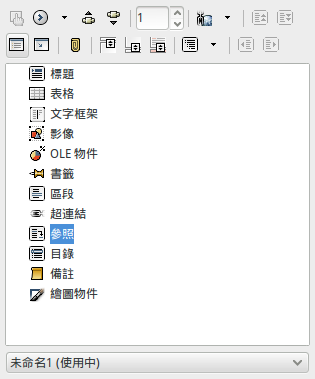 1
標題
表格
文字框架
影像
OLE 物件
書籤
區段
超連結
參照
目錄
備註
繪圖物件
未命名1 (使用中)